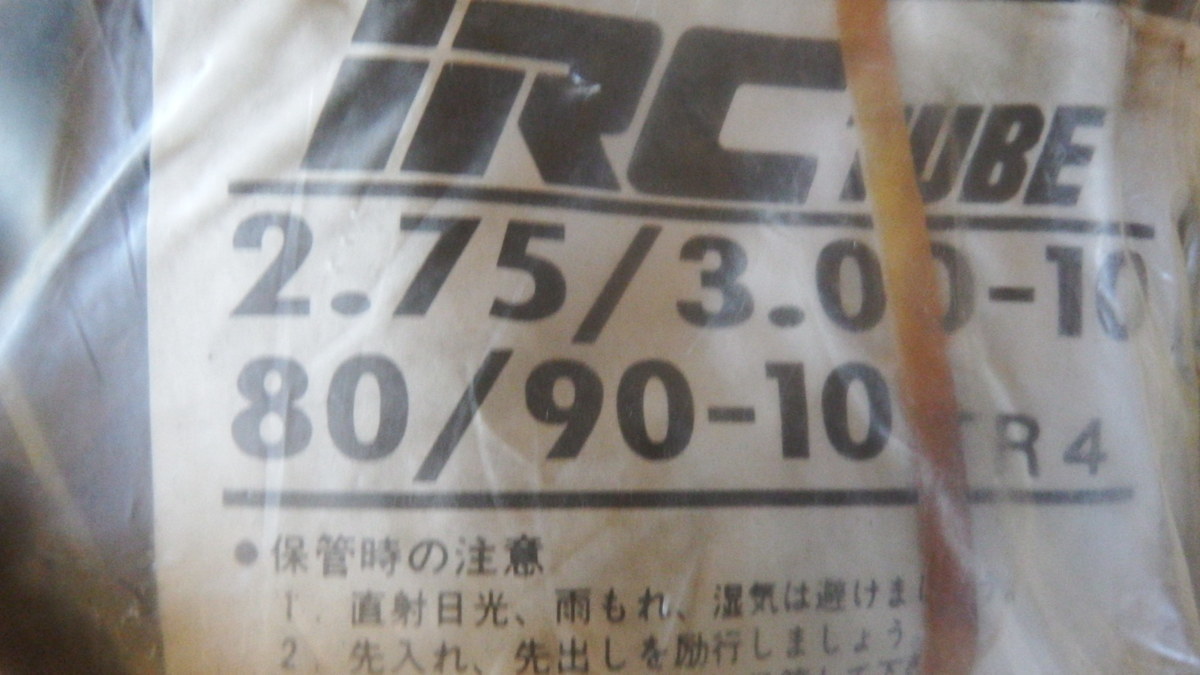 IRC TUBE
2.75/3.00-10
80/90-10 TR4
●保管時の注意
1. 直射日光、雨もれ、湿気は避けまし
2. 先入れ、先出しを励行しましょう